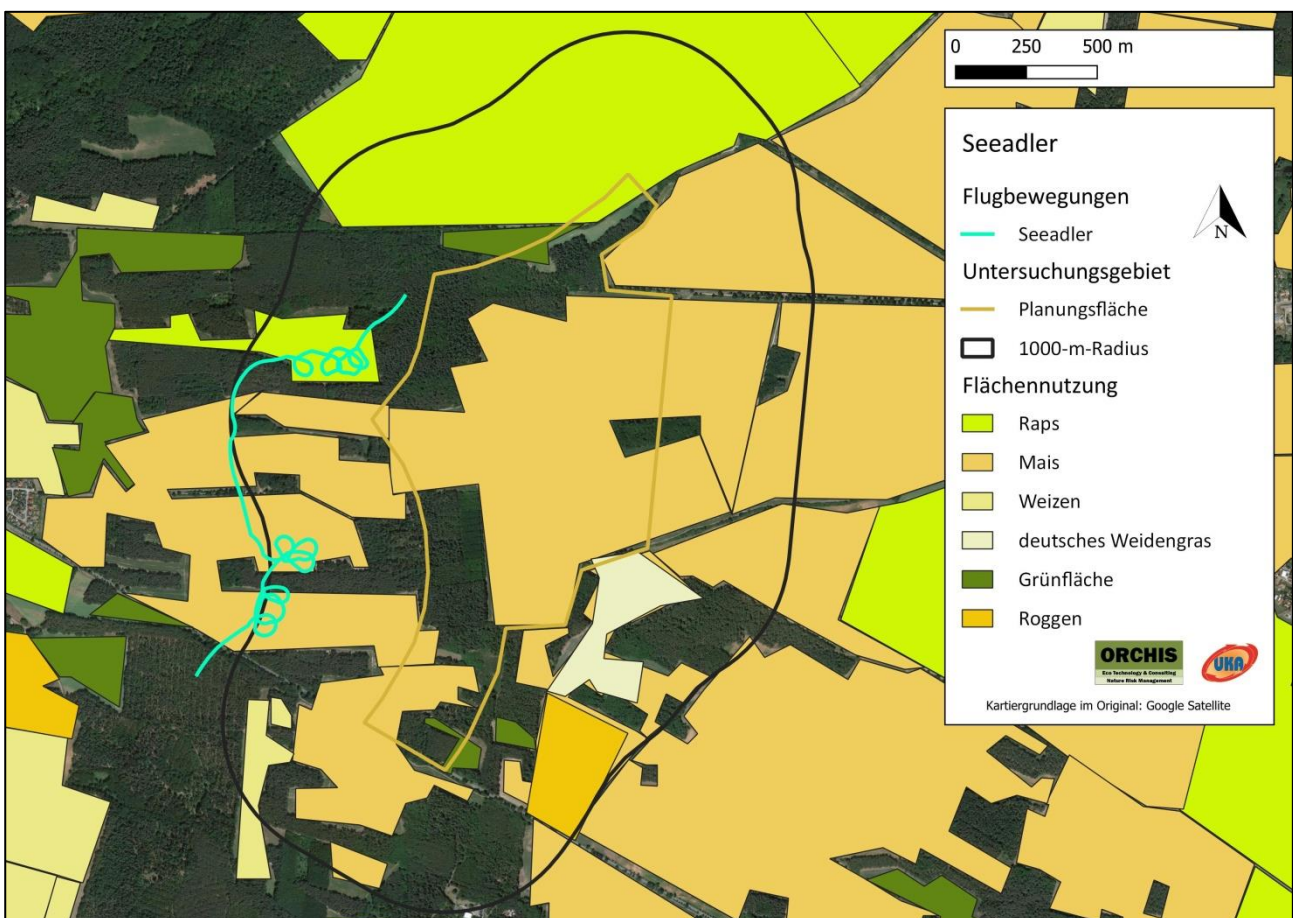 0 250 500 m
Seeadler
Flugbewegungen
Seeadler
N
Untersuchungsgebiet
Planungsfläche
1000-m-Radius
Flächennutzung
Raps
Mais
Weizen
deutsches Weidengras
Grünfläche
Roggen
ORCHIS
Eco Technology & Consulting
Nature Risk Management
UKA
Kartiergrundlage im Original: Google Satellite